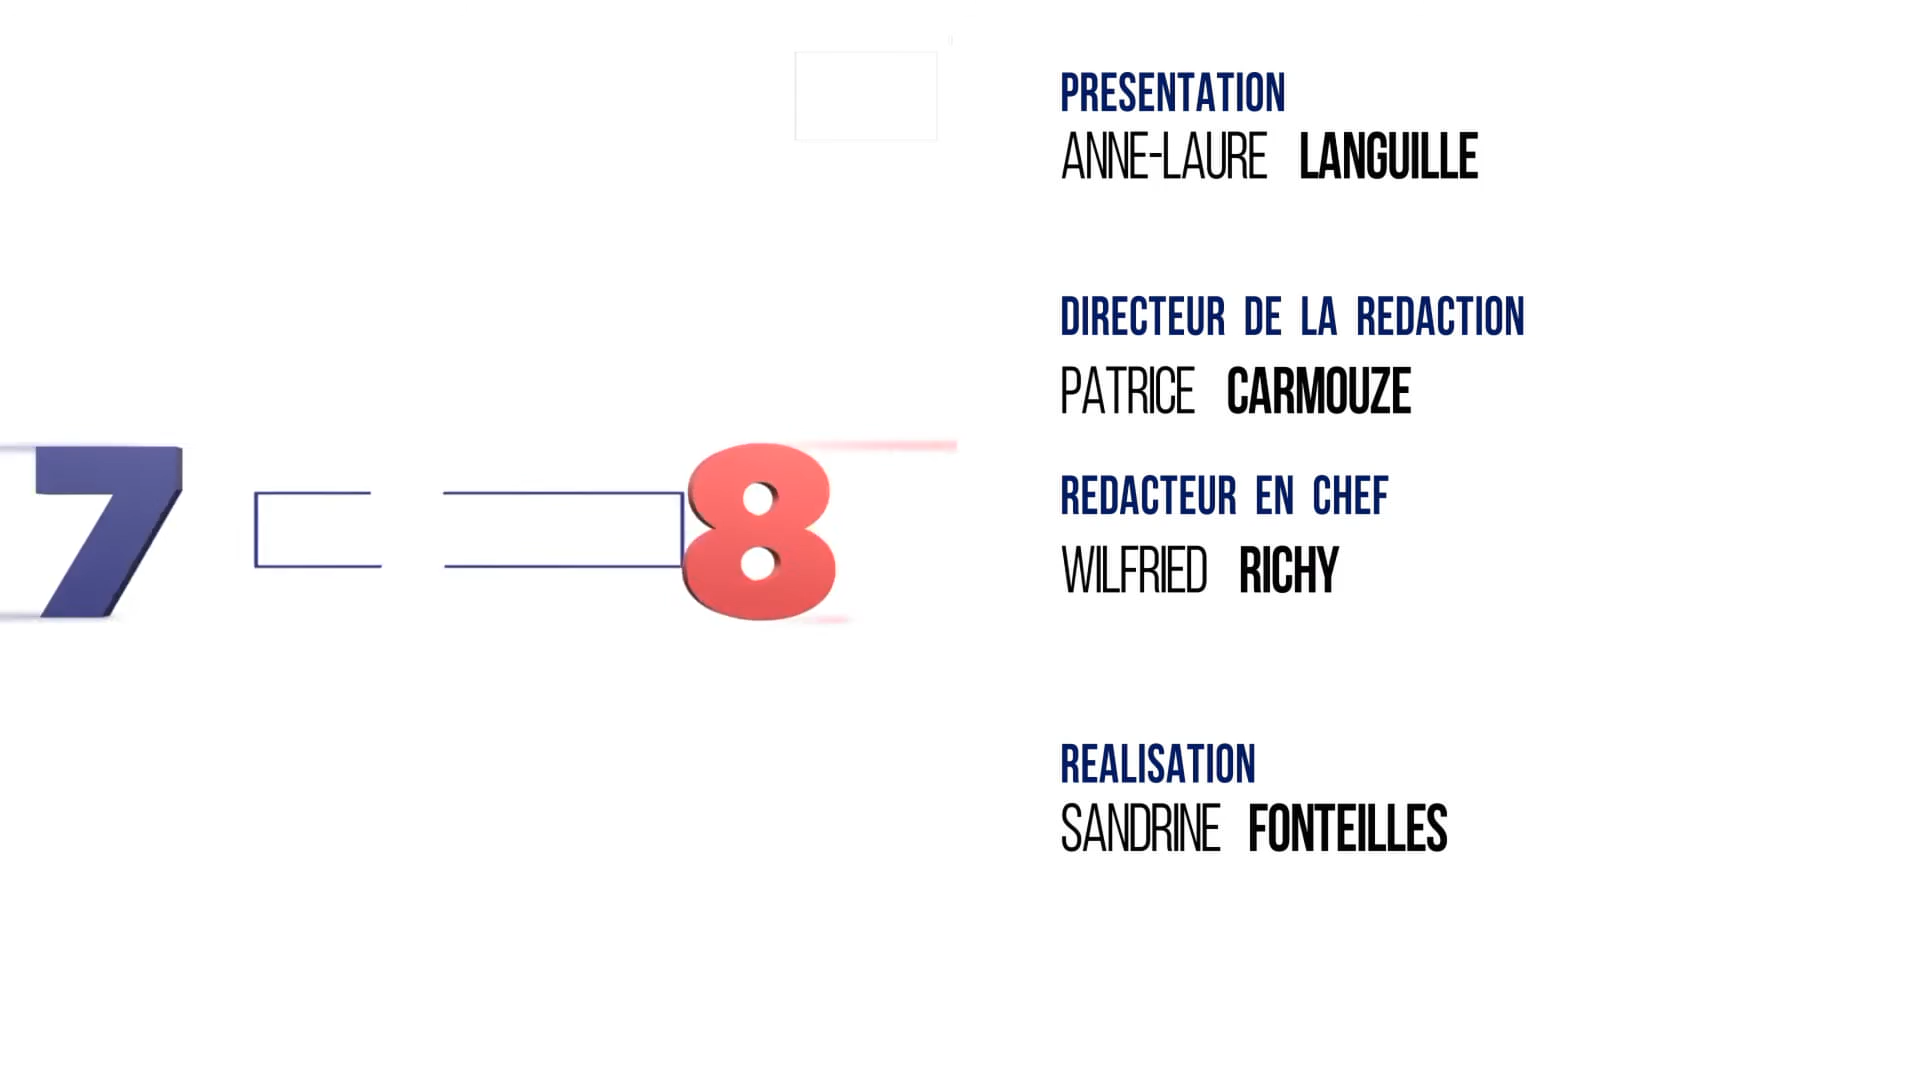 7 8
PRESENTATION
ANNE-LAURE LANGUILLE
DIRECTEUR DE LA REDACTION
PATRICE CARMOUZE
REDACTEUR EN CHEF
WILFRIED RICHY
REALISATION
SANDRINE FONTEILLES